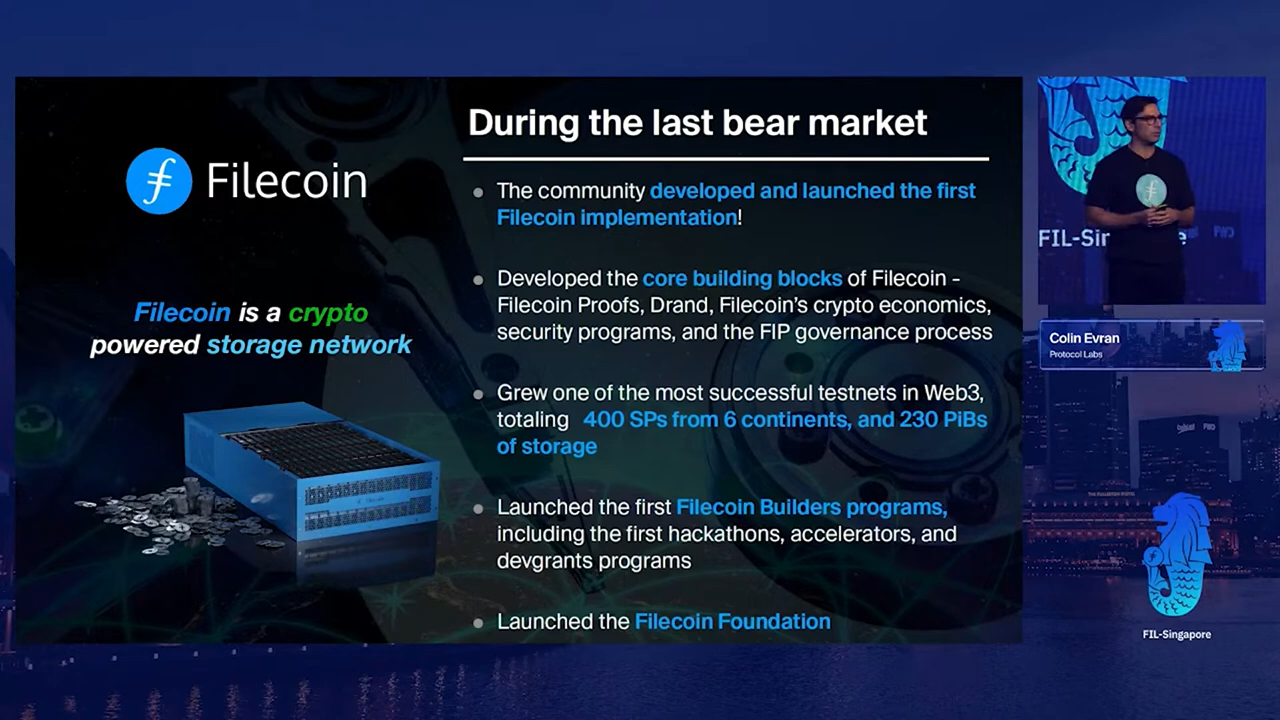 During the last bear market
Filecoin
Filecoin is a crypto
powered storage network
The community developed and launched the first
Filecoin implementation!
Developed the core building blocks of Filecoin -
Filecoin Proofs, Drand, Filecoin's crypto economics,
security programs, and the FIP governance process
Grew one of the most successful testnets in Web3,
totaling 400 SPs from 6 continents, and 230 PiBs
of storage
Launched the first Filecoin Builders programs,
including the first hackathons, accelerators, and
devgrants programs
Launched the Filecoin Foundation
FIL-Sin e
Colin Evran
Protocol Labs
FIL-Singapore